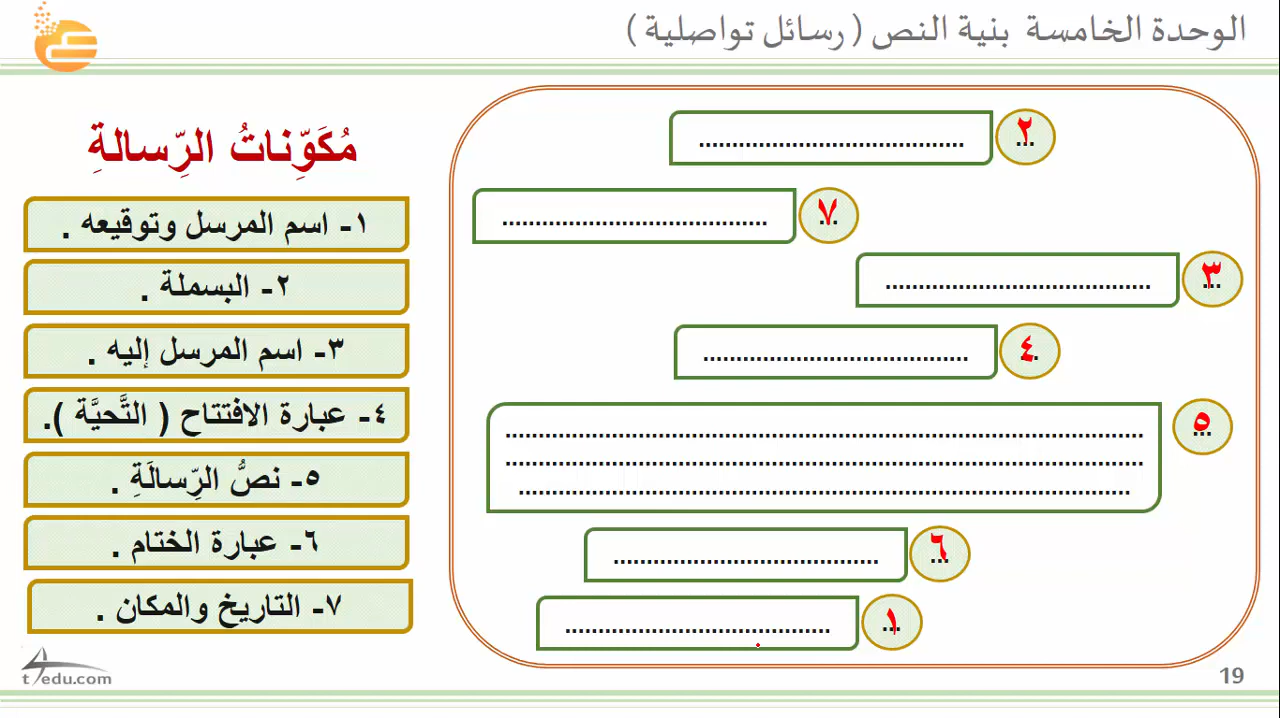 الوحدة الخامسة بنية النص ( رسائل تواصلية )
مُكَوِّناتُ الرِّسالةِ
١- اسم المرسل وتوقيعه .
٢- البسملة .
٣- اسم المرسل إليه .
٤- عبارة الافتتاح ( التَّحيَّة ).
٥- نصُّ الرِّسالَةِ .
٦- عبارة الختام .
٧- التاريخ والمكان .
٢ ........................................
٧ ........................................
٣ ........................................
٤ ........................................
٥ ................................................................................................
................................................................................................
............................................................................................
٦ ........................................
١ ........................................
t4edu.com
19